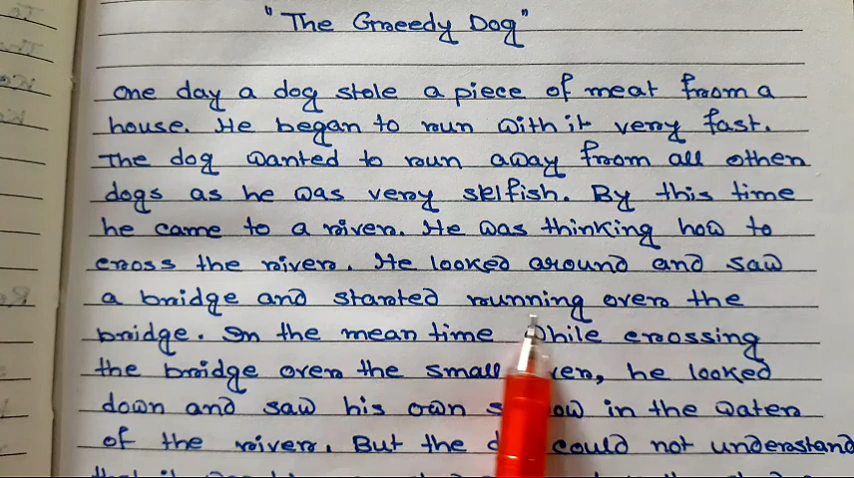 "The Greedy Dog"
One day a dog stole a piece of meat from a
house. He began to run with it very fast.
The dog wanted to run away from all other
dogs as he was very selfish. By this time
he came to a river. He was thinking how to
cross the river. He looked around and saw
a bridge and started running over the
bridge. In the mean time while crossing
the bridge over the small, he looked
down and saw his own in the water
of the river. But the could not understand